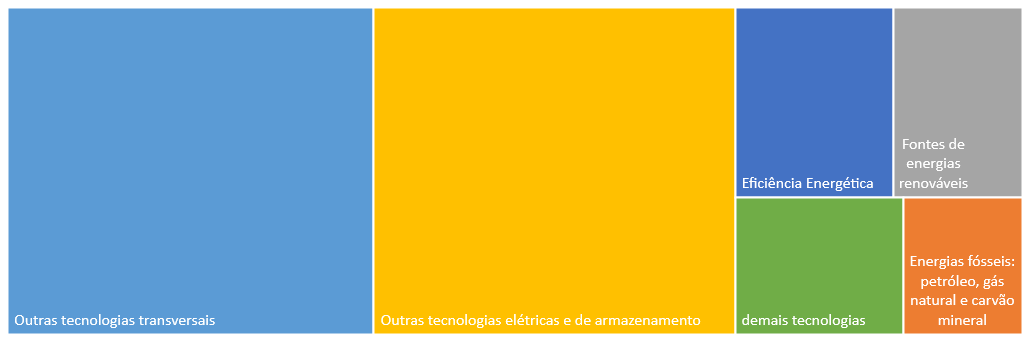 Outras tecnologias transversais
Outras tecnologias elétricas e de armazenamento
Eficiência Energética
Fontes de
energias
renováveis
demais tecnologias
Energias fósseis:
petróleo, gás
natural e carvão
mineral